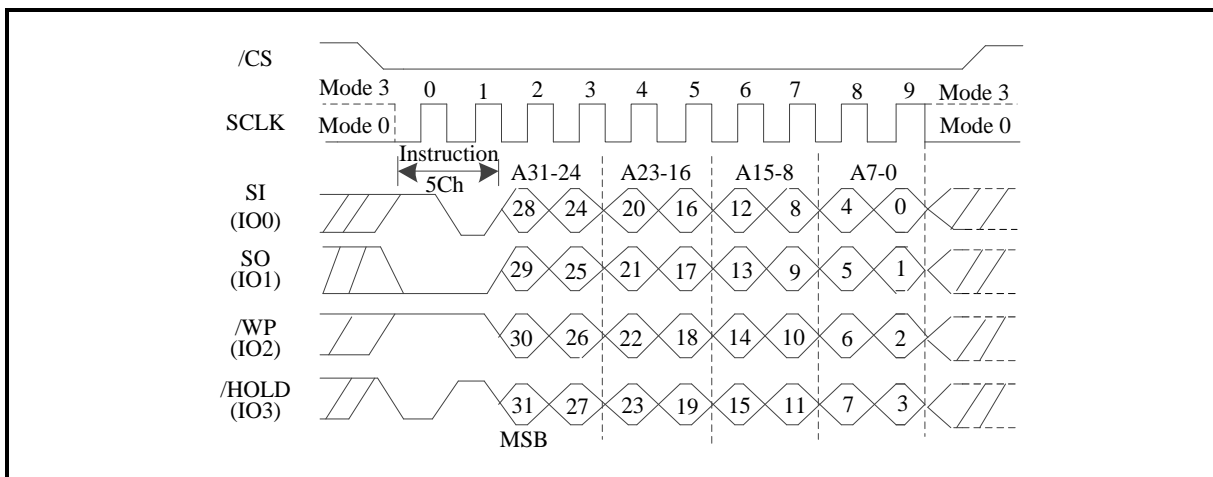 /CS
Mode 3 0 1 2 3 4 5 6 7 8 9 Mode 3
SCLK Mode 0 Mode 0
Instruction
5Ch A31-24 A23-16 A15-8 A7-0
SI
(IO0) 28 24 20 16 12 8 4 0
SO
(IO1) 29 25 21 17 13 9 5 1
/WP
(IO2) 30 26 22 18 14 10 6 2
/HOLD
(IO3) 31 27 23 19 15 11 7 3
MSB